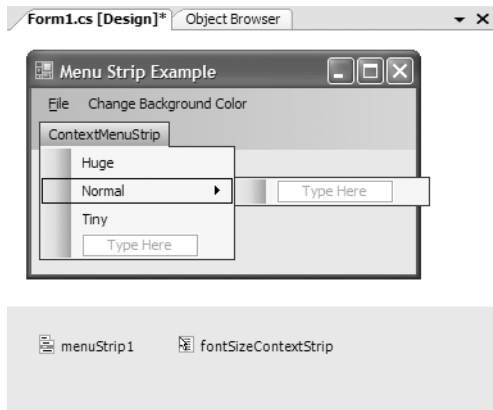 Form1.cs [Design]* Object Browser
Menu Strip Example
File Change Background Color
ContextMenuStrip
Huge
Normal Type Here
Tiny
Type Here
menuStrip1 fontSizeContextStrip